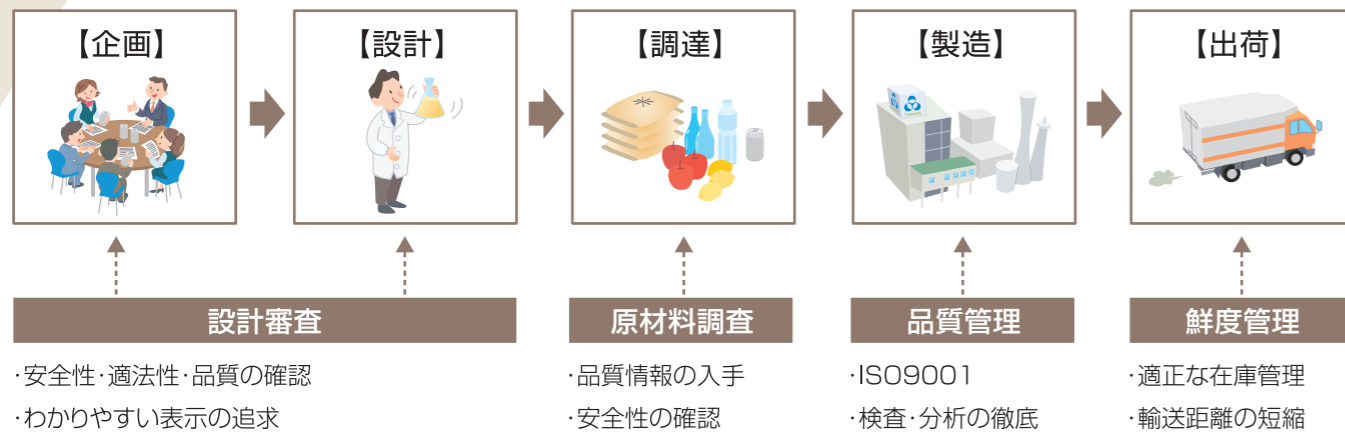 【企画】
【設計】
【調達】
【製造】
【出荷】
設計審査
・安全性・適法性・品質の確認
・わかりやすい表示の追求
原材料調査
・品質情報の入手
・安全性の確認
品質管理
・ISO9001
・検査・分析の徹底
鮮度管理
・適正な在庫管理
・輸送距離の短縮